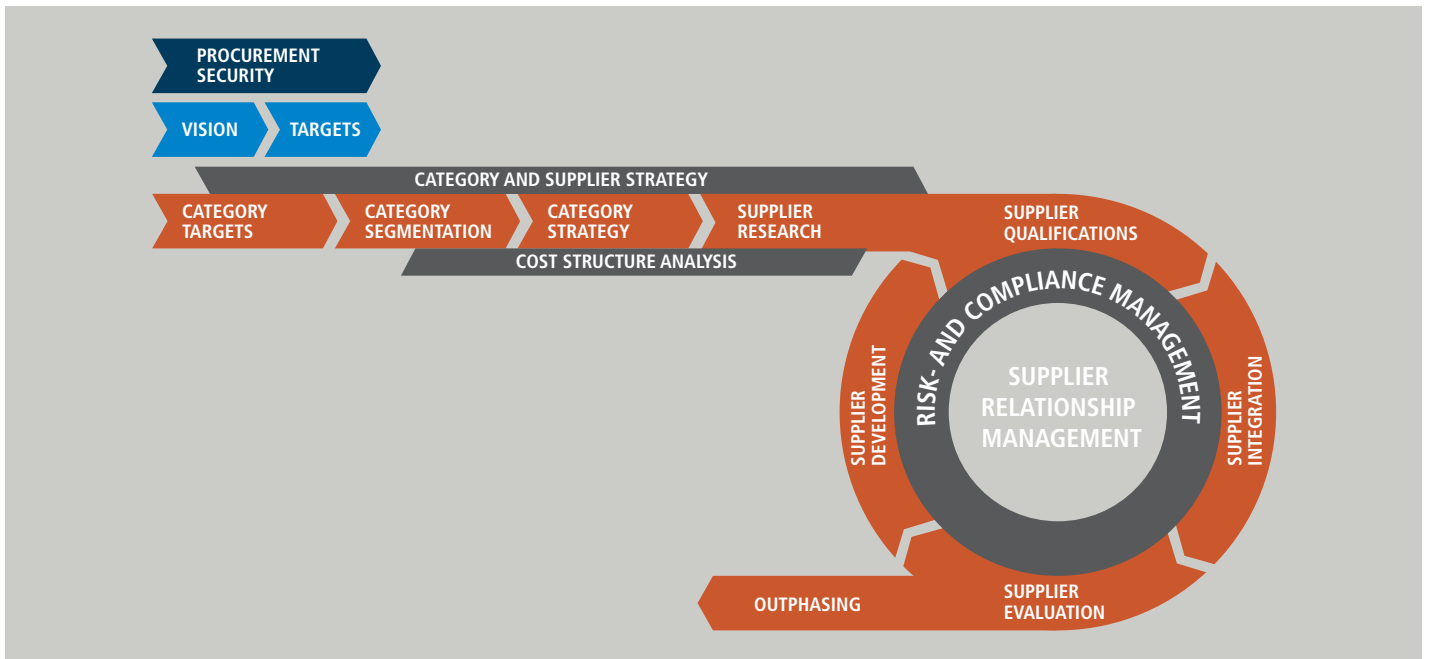 PROCUREMENT
SECURITY
VISION
TARGETS
CATEGORY AND SUPPLIER STRATEGY
CATEGORY
TARGETS
CATEGORY
SEGMENTATION
CATEGORY
STRATEGY
SUPPLIER
RESEARCH
SUPPLIER
QUALIFICATIONS
COST STRUCTURE ANALYSIS
RISK- AND COMPLIANCE MANAGEMENT
SUPPLIER
RELATIONSHIP
MANAGEMENT
SUPPLIER
DEVELOPMENT
SUPPLIER
INTEGRATION
OUTPHASING
SUPPLIER
EVALUATION